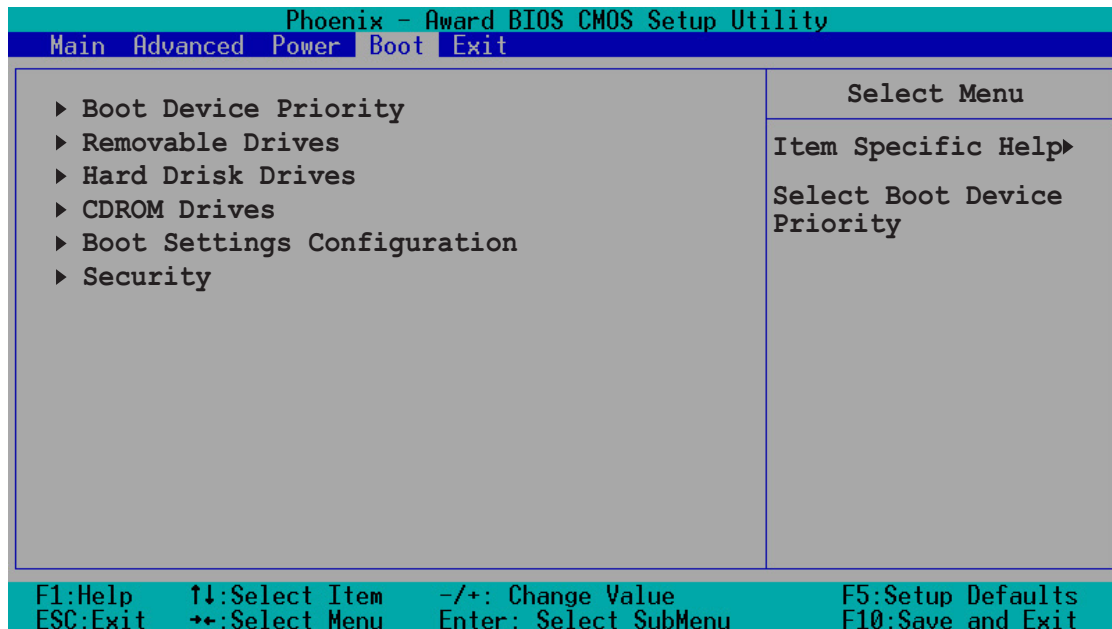 Phoenix - Award BIOS CMOS Setup Utility
Main Advanced Power Boot Exit
▶ Boot Device Priority
▶ Removable Drives
▶ Hard Drisk Drives
▶ CDROM Drives
▶ Boot Settings Configuration
▶ Security
Select Menu
Item Specific Help▶
Select Boot Device
Priority
F1:Help ↑↓:Select Item -/+: Change Value F5:Setup Defaults
ESC:Exit →←:Select Menu Enter: Select SubMenu F10:Save and Exit